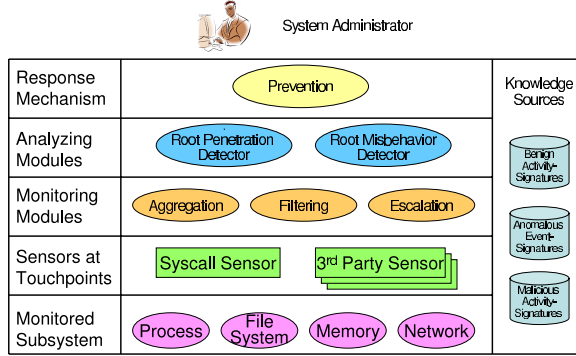 System Administrator
Response
Mechanism
Prevention
Knowledge
Sources
Analyzing
Modules
Root Penetration
Detector
Root Misbehavior
Detector
Benign
Activity-
Signatures
Monitoring
Modules
Aggregation
Filtering
Escalation
Anomalous
Event-
Signatures
Sensors at
Touchpoints
Syscall Sensor
3rd Party Sensor
Malicious
Activity-
Signatures
Monitored
Subsystem
Process
File
System
Memory
Network